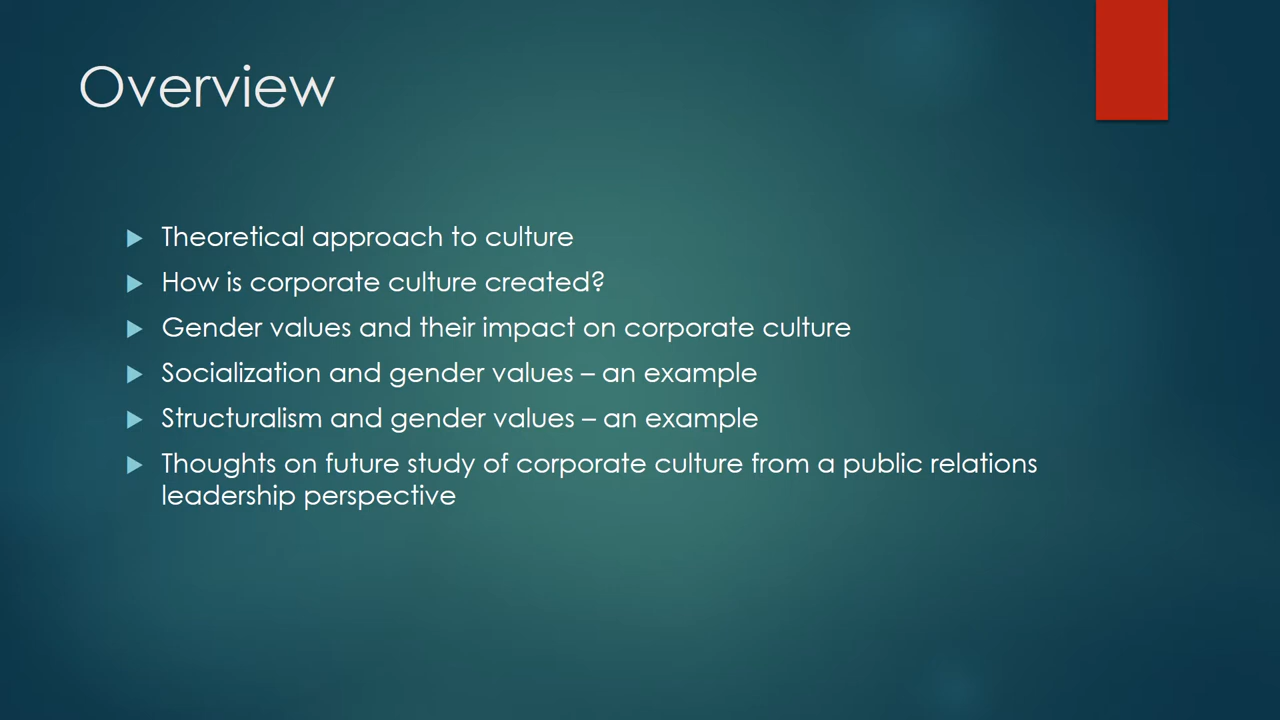 Overview
Theoretical approach to culture
How is corporate culture created?
Gender values and their impact on corporate culture
Socialization and gender values – an example
Structuralism and gender values – an example
Thoughts on future study of corporate culture from a public relations
leadership perspective